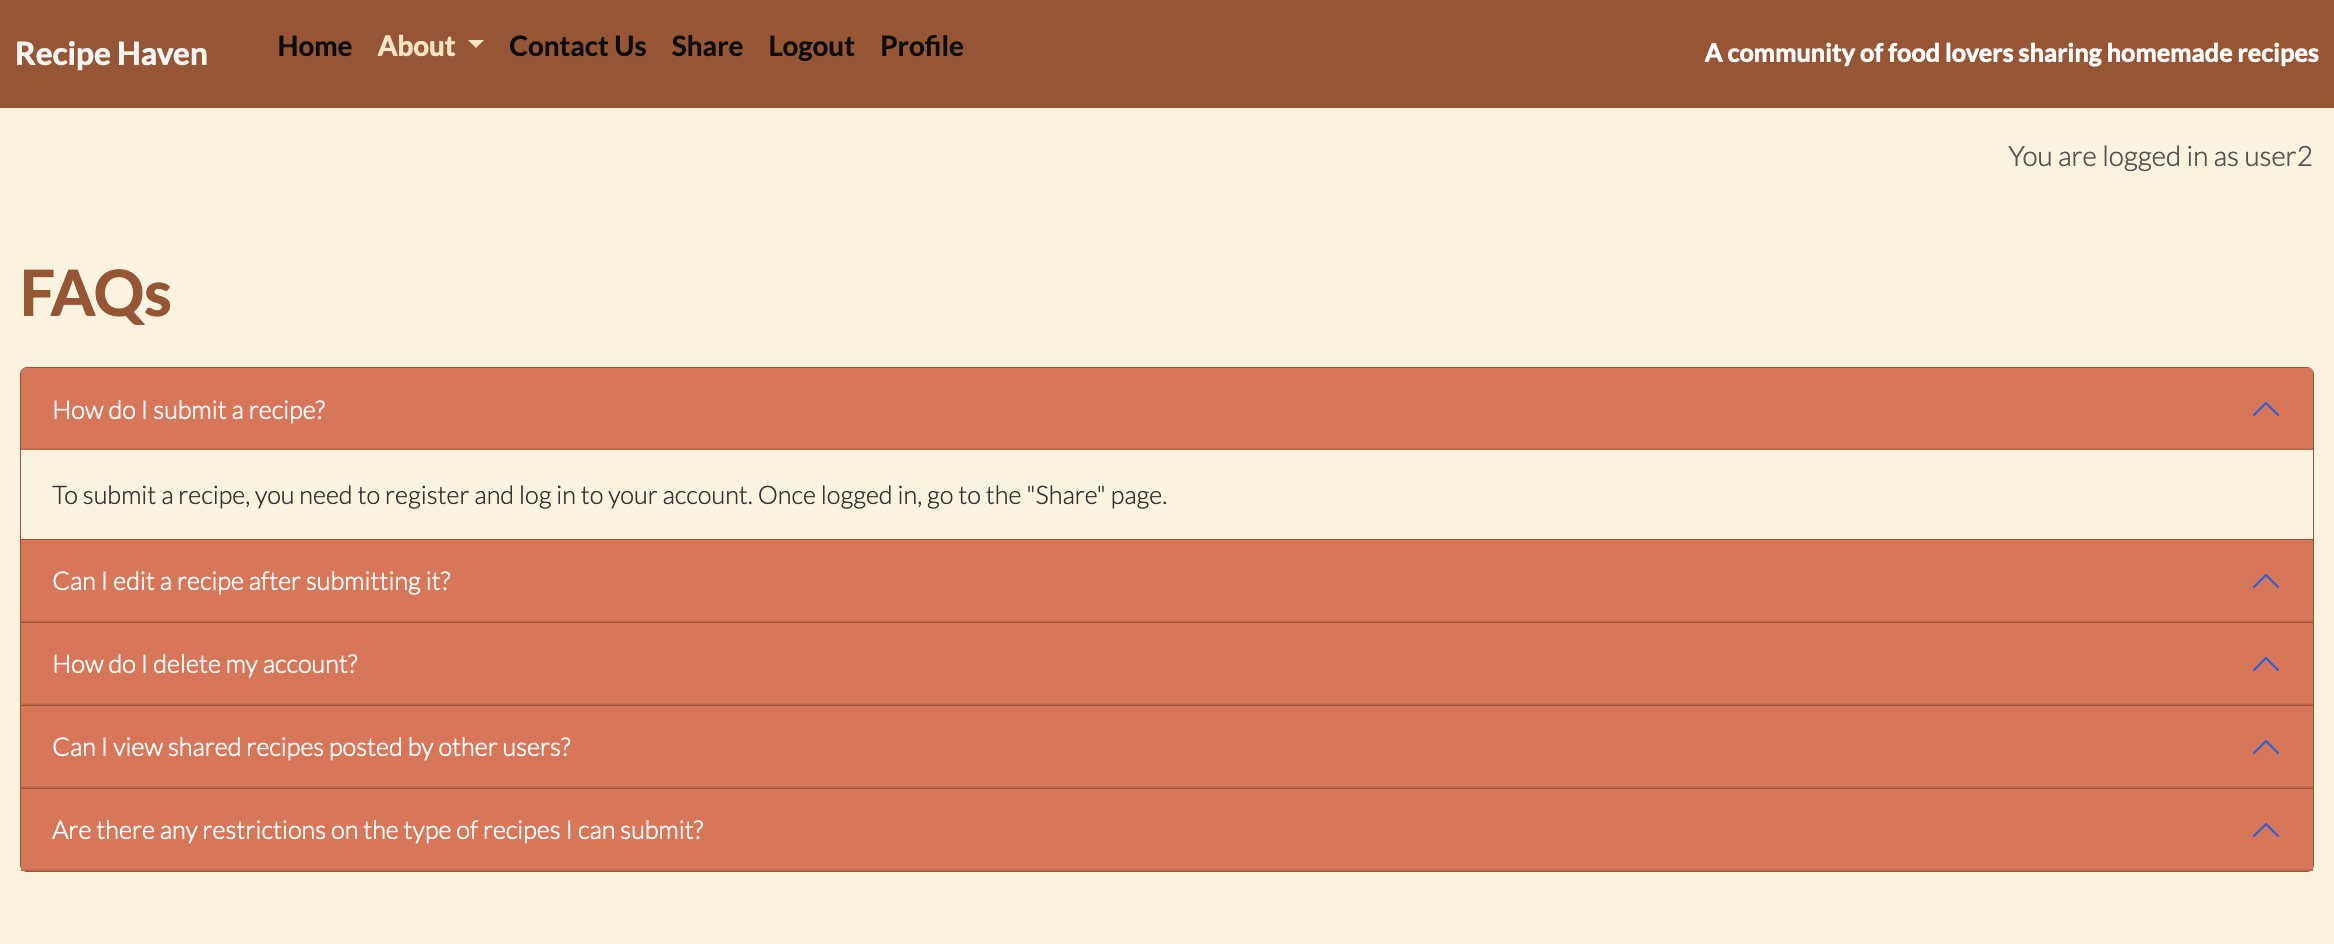 Recipe Haven
Home About Contact Us Share Logout Profile
A community of food lovers sharing homemade recipes
You are logged in as user2
FAQs
How do I submit a recipe?
To submit a recipe, you need to register and log in to your account. Once logged in, go to the "Share" page.
Can I edit a recipe after submitting it?
How do I delete my account?
Can I view shared recipes posted by other users?
Are there any restrictions on the type of recipes I can submit?